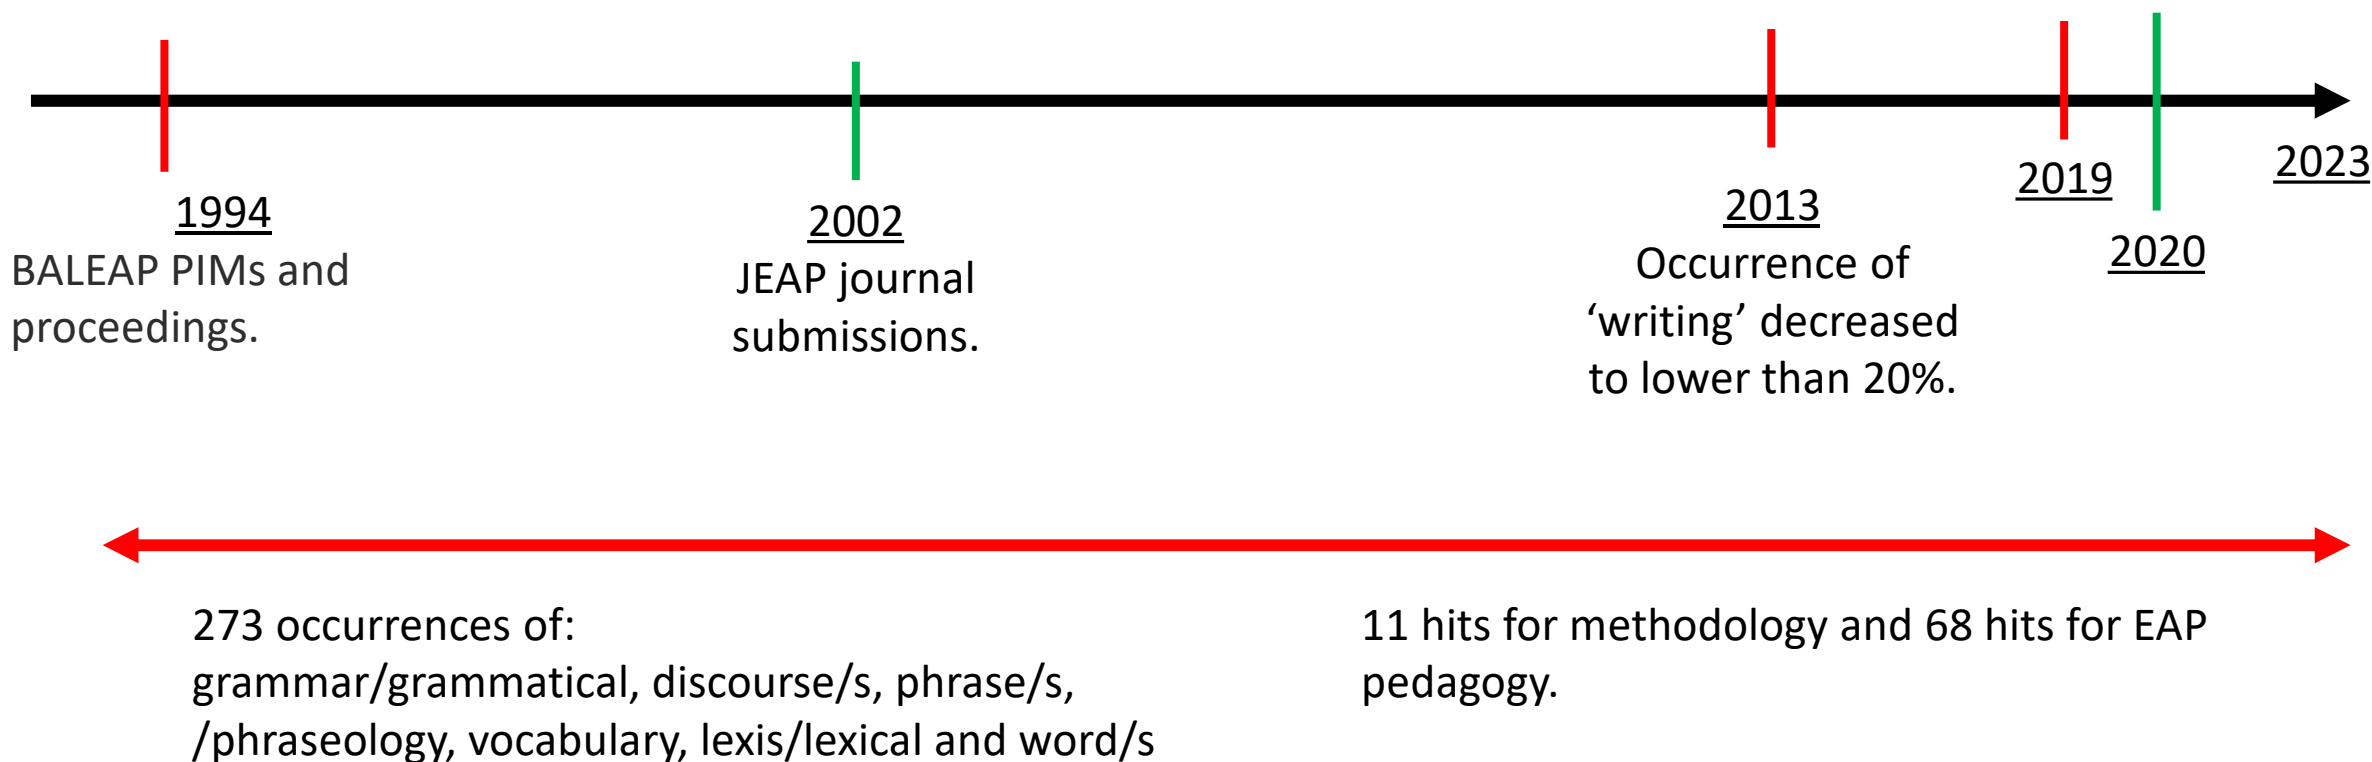 1994
BALEAP PIMs and
proceedings.
2002
JEAP journal
submissions.
2013
Occurrence of
‘writing’ decreased
to lower than 20%.
2019
2020
2023
273 occurrences of:
grammar/grammatical, discourse/s, phrase/s,
/phraseology, vocabulary, lexis/lexical and word/s
11 hits for methodology and 68 hits for EAP
pedagogy.